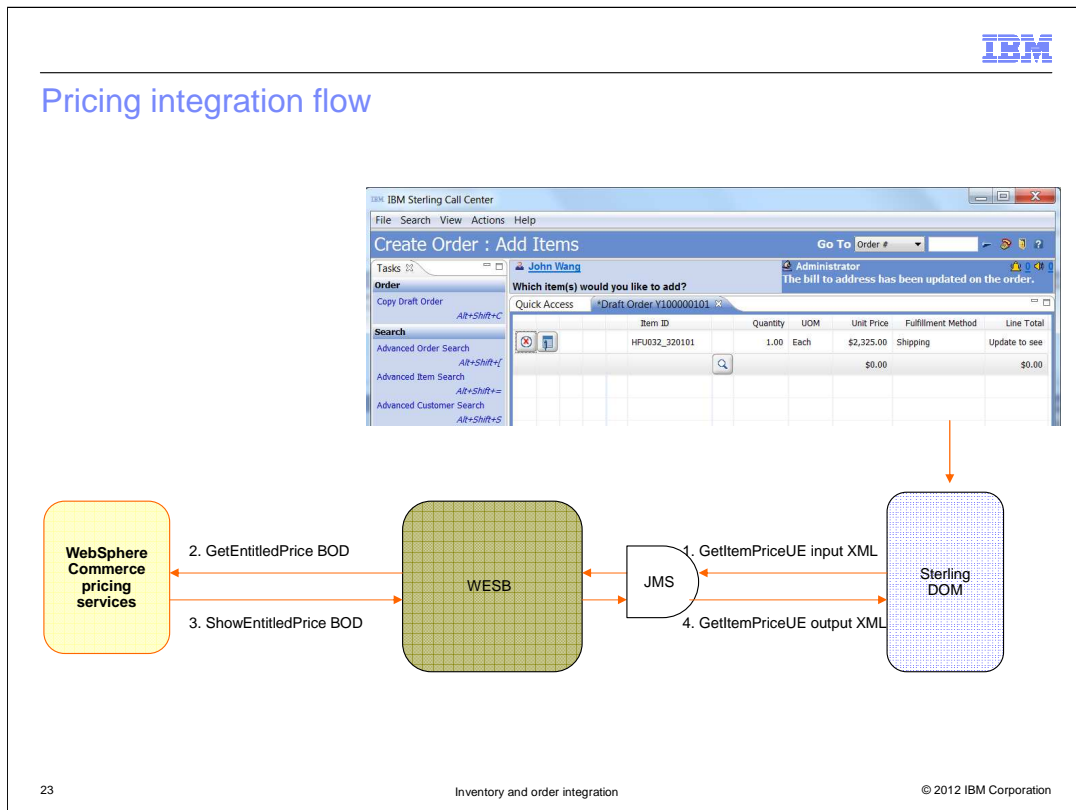 IBM
Pricing integration flow
IBM Sterling Call Center
File Search View Actions Help
Create Order : Add Items
Go To Order #
Tasks
John Wang
Administrator
0 0
Order
Which item(s) would you like to add?
The bill to address has been updated on the order.
Copy Draft Order
Alt+Shift+C
Quick Access *Draft Order Y100000101
Search
Item ID Quantity UOM Unit Price Fulfillment Method Line Total
Advanced Order Search
Alt+Shift+[
HFU032_320101 1.00 Each $2,325.00 Shipping Update to see
Advanced Item Search
Alt+Shift+=
$0.00 $0.00
Advanced Customer Search
Alt+Shift+S
WebSphere
Commerce
pricing
services
2. GetEntitledPrice BOD
3. ShowEntitledPrice BOD
WESB
JMS
1. GetItemPriceUE input XML
4. GetItemPriceUE output XML
Sterling
DOM
23
Inventory and order integration
© 2012 IBM Corporation